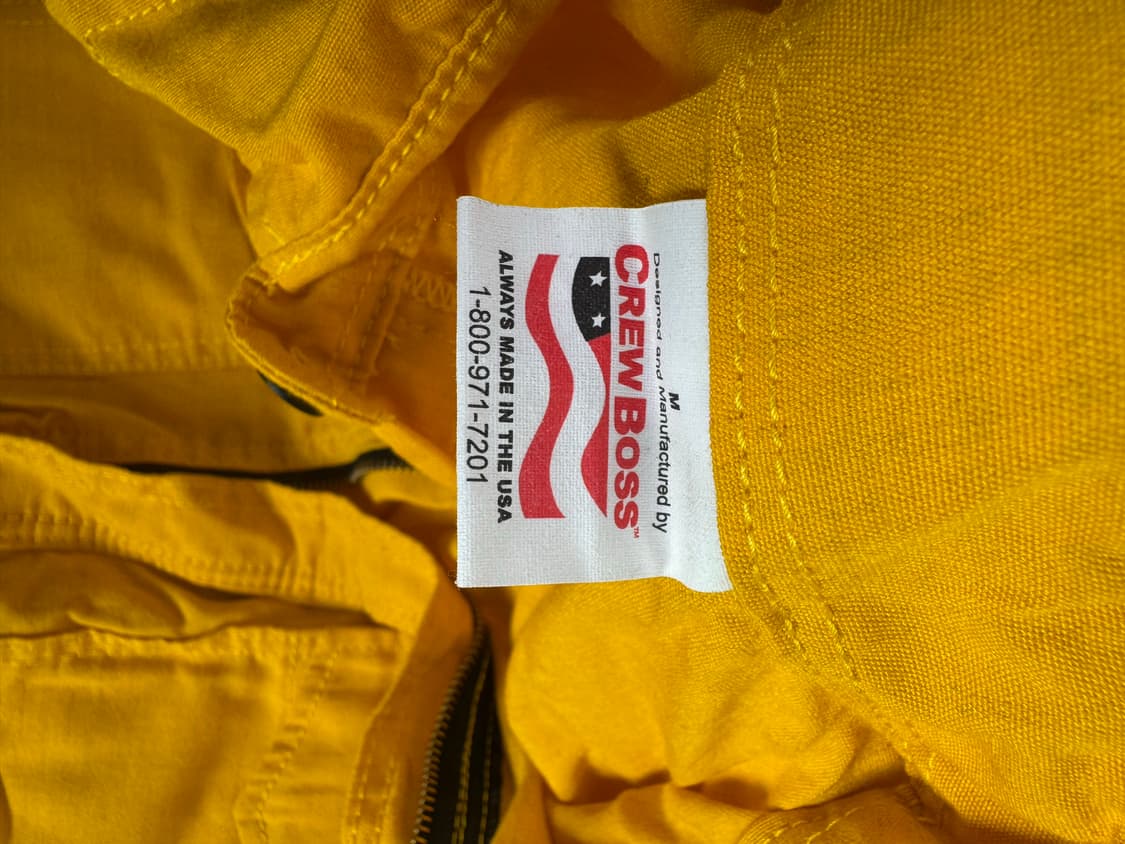 M
Designed and Manufactured by
CREW BOSS™
ALWAYS MADE IN THE USA
1-800-971-7201